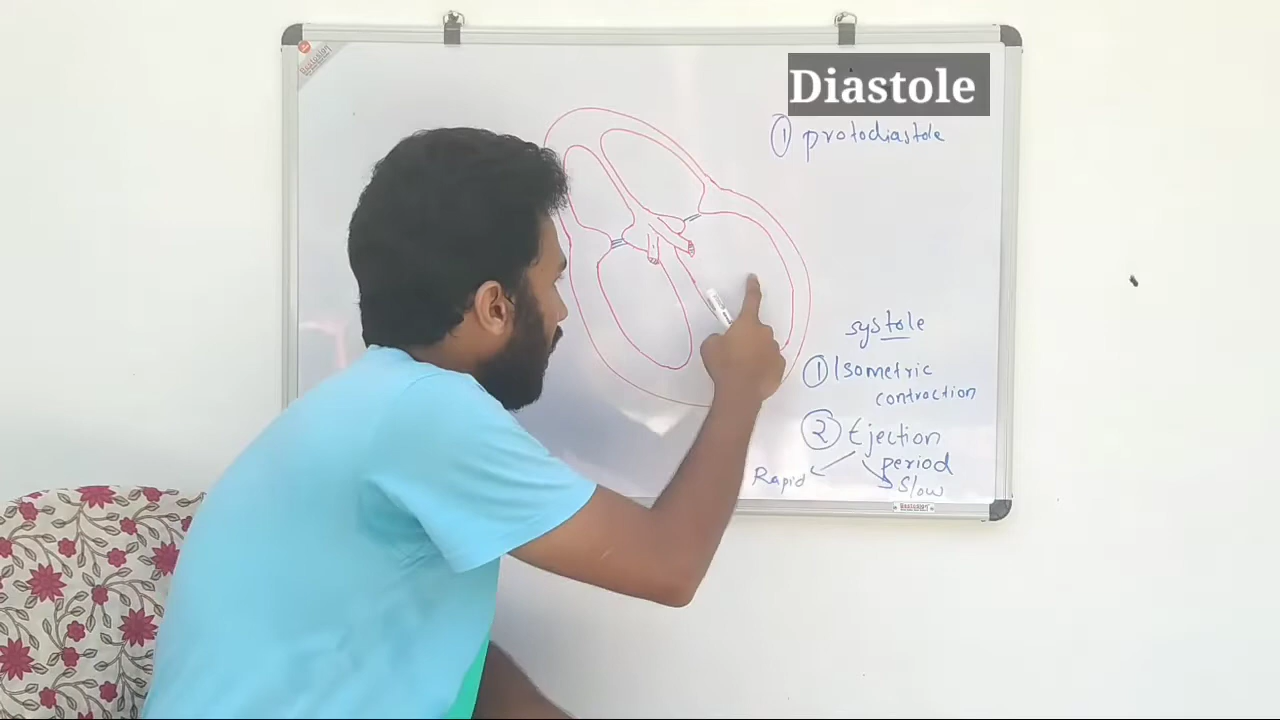 Diastole
① protodiastole
systole
① Isometric
contraction
② Ejection
period
Rapid
Slow